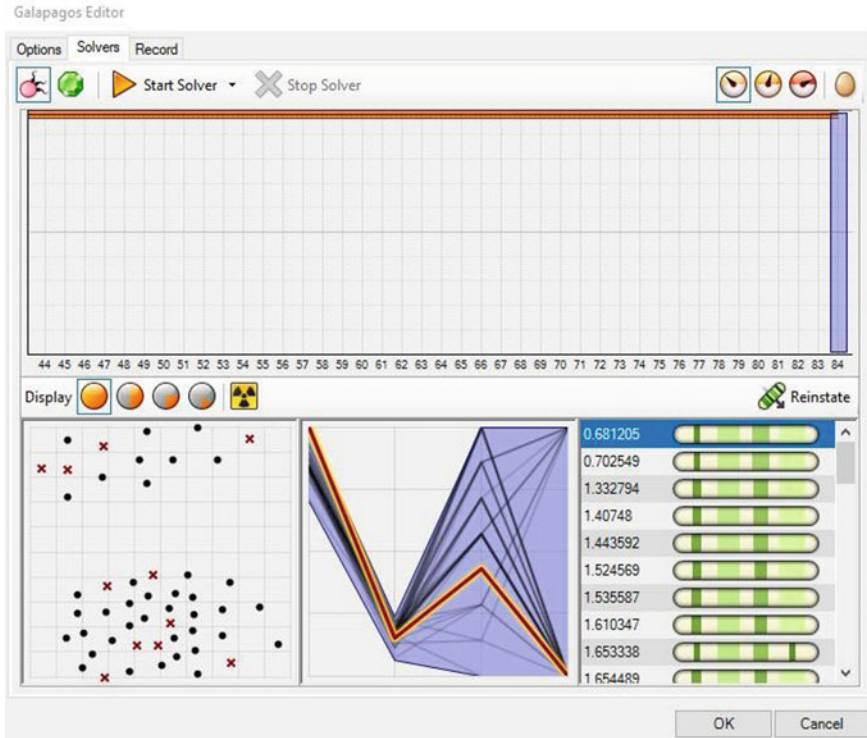 Galapagos Editor
Options Solvers Record
Start Solver Stop Solver
44 45 46 47 48 49 50 51 52 53 54 55 56 57 58 59 60 61 62 63 64 65 66 67 68 69 70 71 72 73 74 75 76 77 78 79 80 81 82 83 84
Display Reinstate
0.681205
0.702549
1.332794
1.40748
1.443592
1.524569
1.535587
1.610347
1.653338
1.654489
OK Cancel